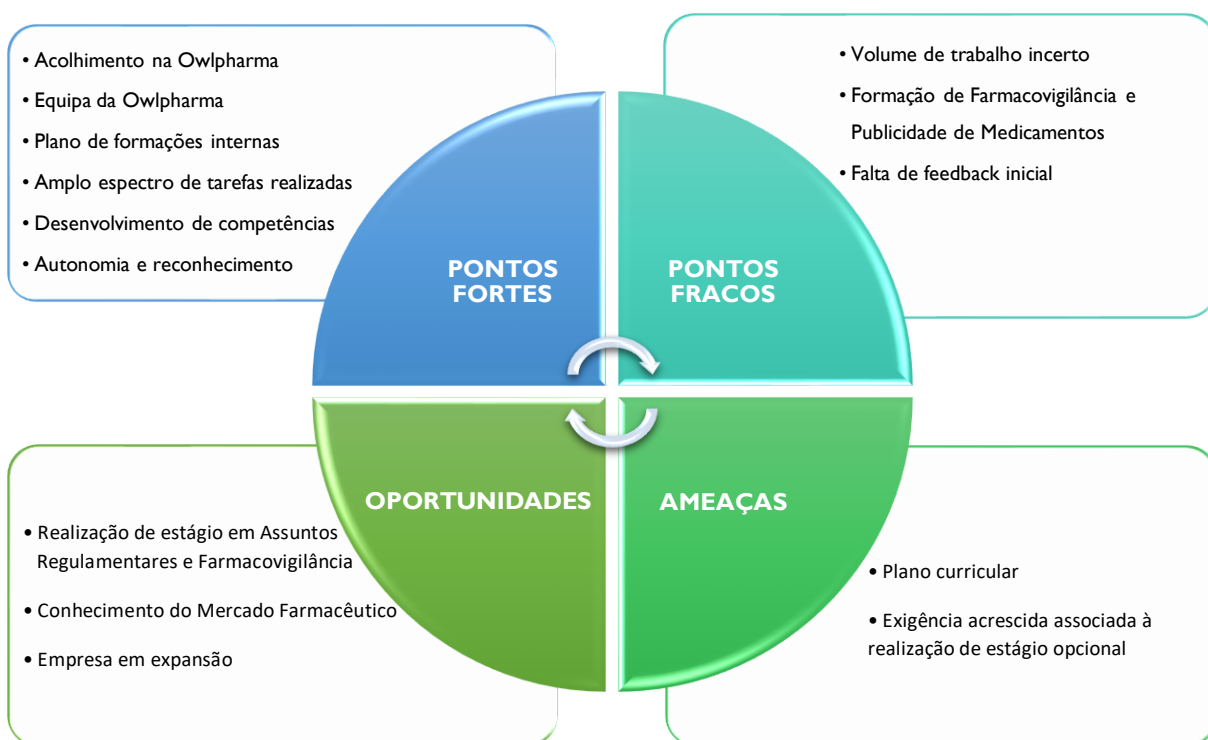 • Acolhimento na Owlpharma
• Equipa da Owlpharma
• Plano de formações internas
• Amplo espectro de tarefas realizadas
• Desenvolvimento de competências
• Autonomia e reconhecimento
PONTOS
FORTES
• Volume de trabalho incerto
• Formação de Farmacovigilância e
Publicidade de Medicamentos
• Falta de feedback inicial
PONTOS
FRACOS
OPORTUNIDADES
• Realização de estágio em Assuntos
Regulamentares e Farmacovigilância
• Conhecimento do Mercado Farmacêutico
• Empresa em expansão
AMEAÇAS
• Plano curricular
• Exigência acrescida associada à
realização de estágio opcional